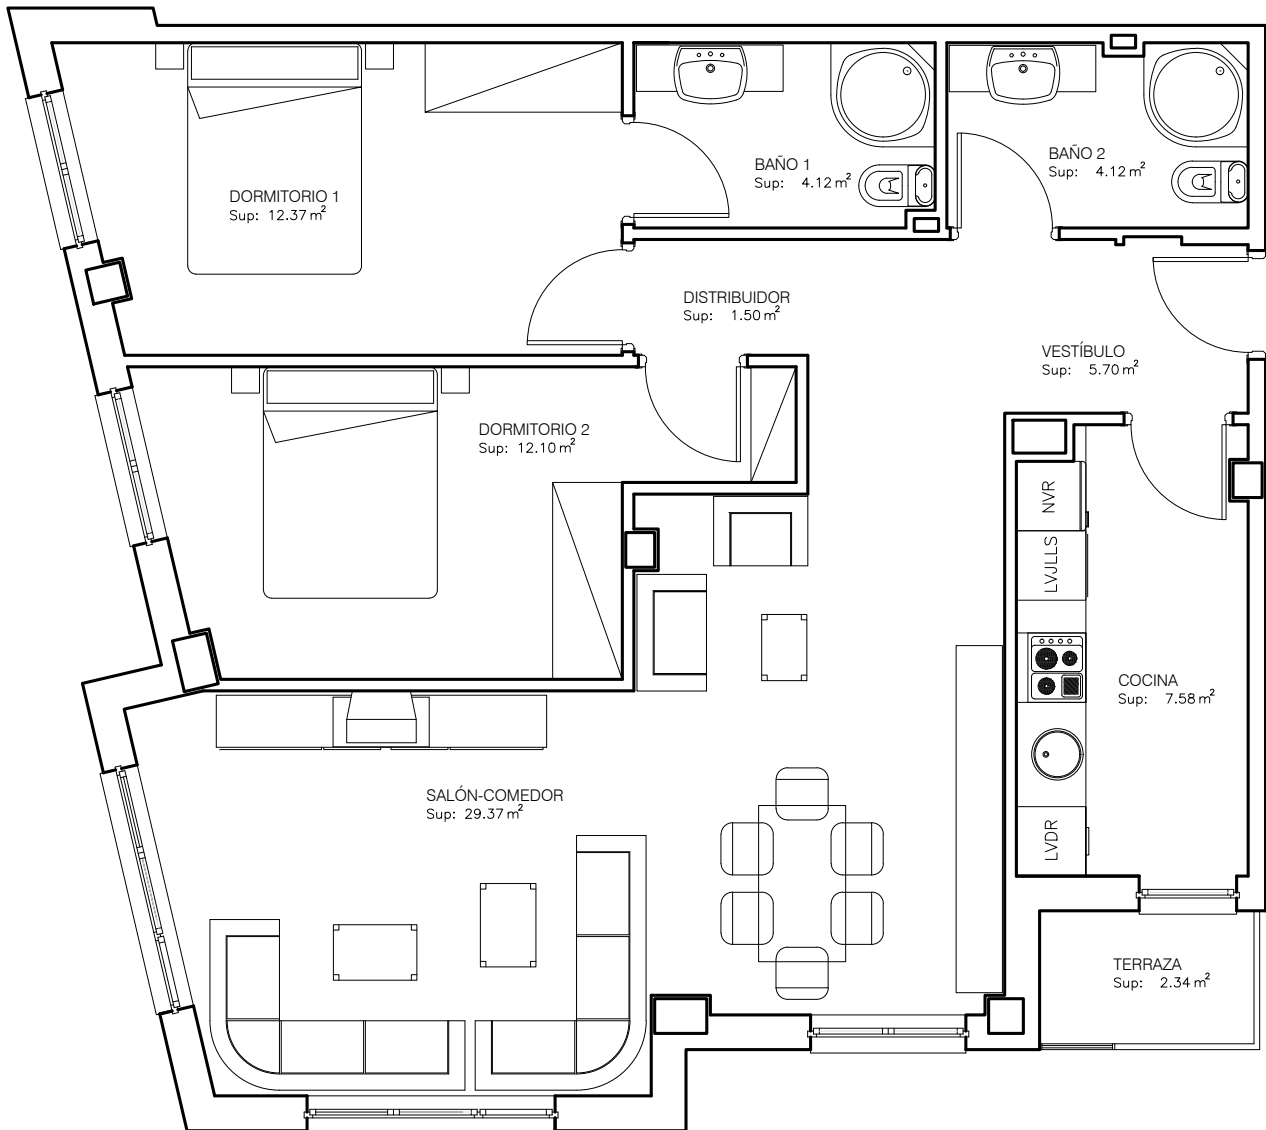 BAÑO 1
Sup: 4.12 m²
BAÑO 2
Sup: 4.12 m²
DORMITORIO 1
Sup: 12.37 m²
DISTRIBUIDOR
Sup: 1.50 m²
VESTÍBULO
Sup: 5.70 m²
DORMITORIO 2
Sup: 12.10 m²
NVR
LVJLLS
COCINA
Sup: 7.58 m²
SALÓN-COMEDOR
Sup: 29.37 m²
LVDR
TERRAZA
Sup: 2.34 m²